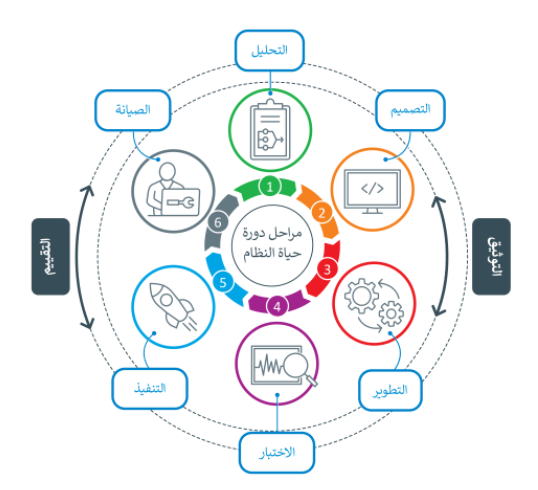 التحليل
التصميم
الصيانة
1
2
3
4
5
6
مراحل دورة
حياة النظام
</>
التوثيق
التقييم
التطوير
التنفيذ
الاختبار